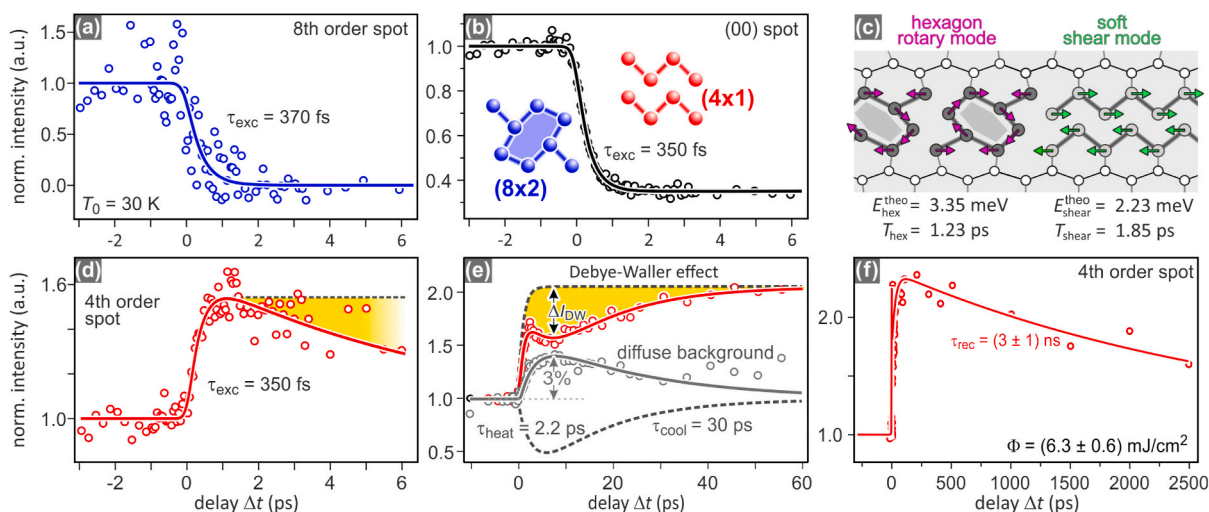 (a)
8th order spot
norm. intensity (a.u.)
1.5
1.0
0.5
0.0
τexc = 370 fs
T0 = 30 K
-2 0 2 4 6
(b)
(00) spot
1.0
0.8
0.6
0.4
(4x1)
(8x2)
τexc = 350 fs
-2 0 2 4 6
(c)
hexagon
rotary mode
soft
shear mode
E^theo_hex = 3.35 meV
T_hex = 1.23 ps
E^theo_shear = 2.23 meV
T_shear = 1.85 ps
(d)
4th order
spot
norm. intensity (a.u.)
1.6
1.0
τexc = 350 fs
-2 0 2 4 6
delay Δt (ps)
(e)
Debye-Waller effect
2.0
1.5
1.0
0.5
ΔI_DW
diffuse background
3%
τheat = 2.2 ps
τcool = 30 ps
0 20 40 60
delay Δt (ps)
(f)
4th order spot
2.0
1.0
τrec = (3 ± 1) ns
Φ = (6.3 ± 0.6) mJ/cm²
0 500 1000 1500 2000 2500
delay Δt (ps)